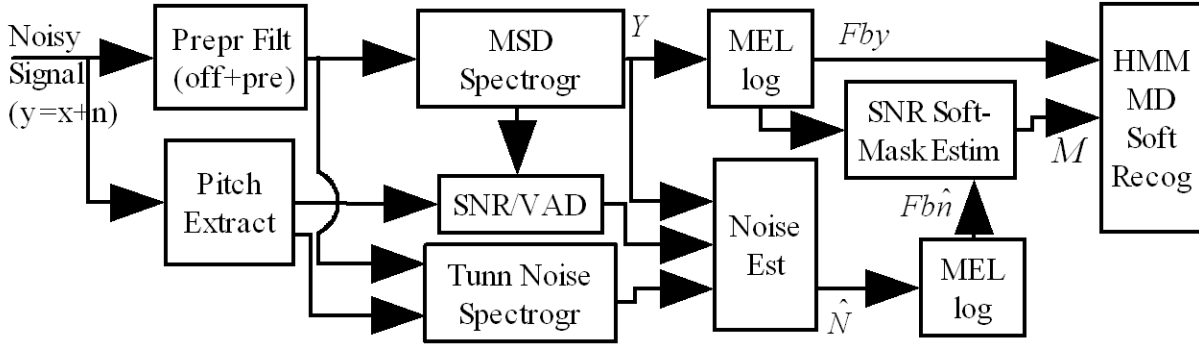 Noisy
Signal
(y=x+n)
Prepr Filt
(off+pre)
MSD
Spectrogr
Y
MEL
log
Fby
HMM
MD
Soft
Recog
SNR Soft-
Mask Estim
M
Pitch
Extract
SNR/VAD
Tunn Noise
Spectrogr
Noise
Est
N̂
Fbn̂
MEL
log